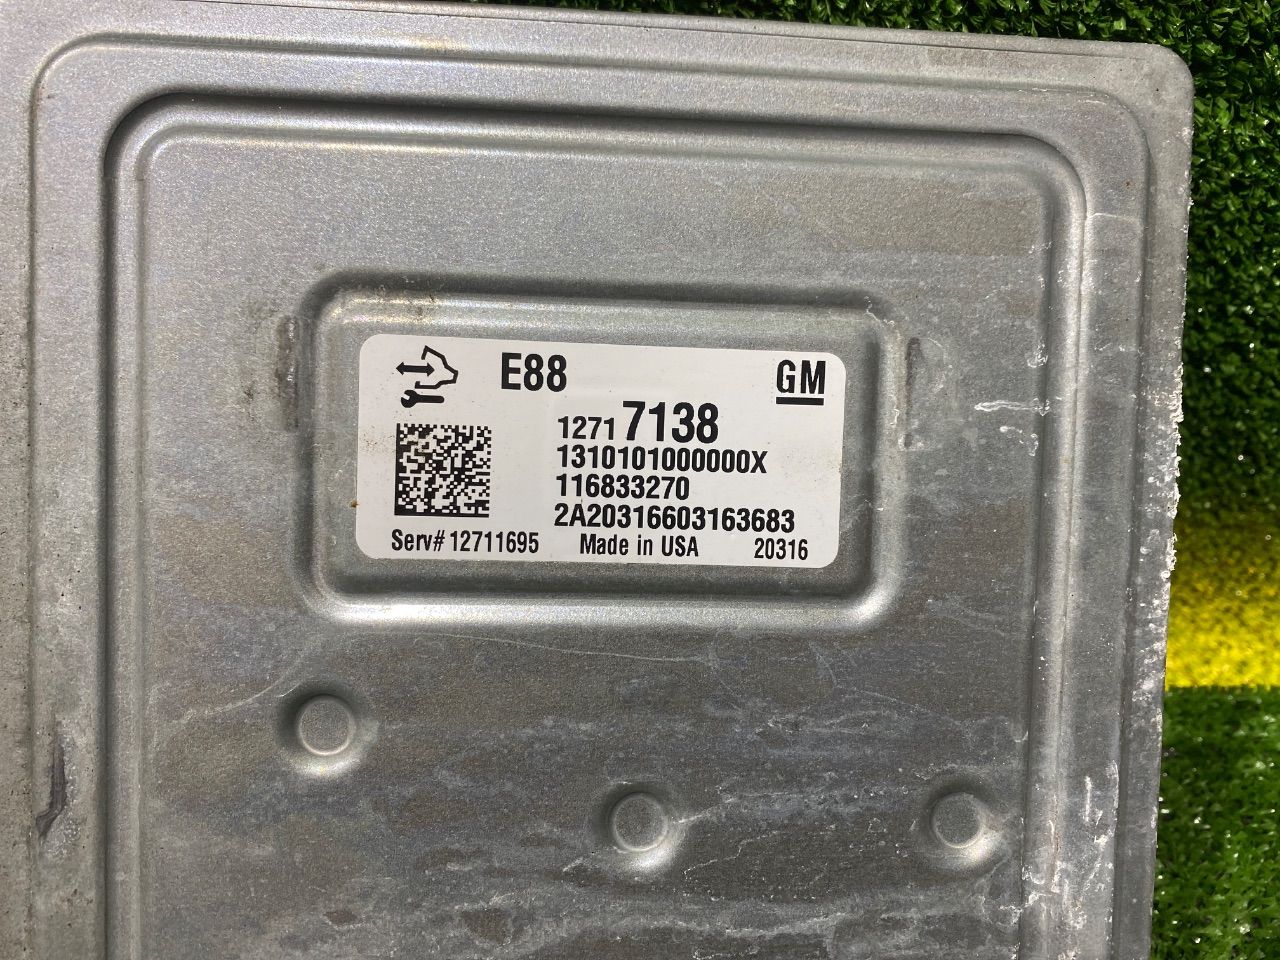 E88
GM
12717138
1310101000000X
116833270
2A20316603163683
Serv# 12711695 Made in USA 20316